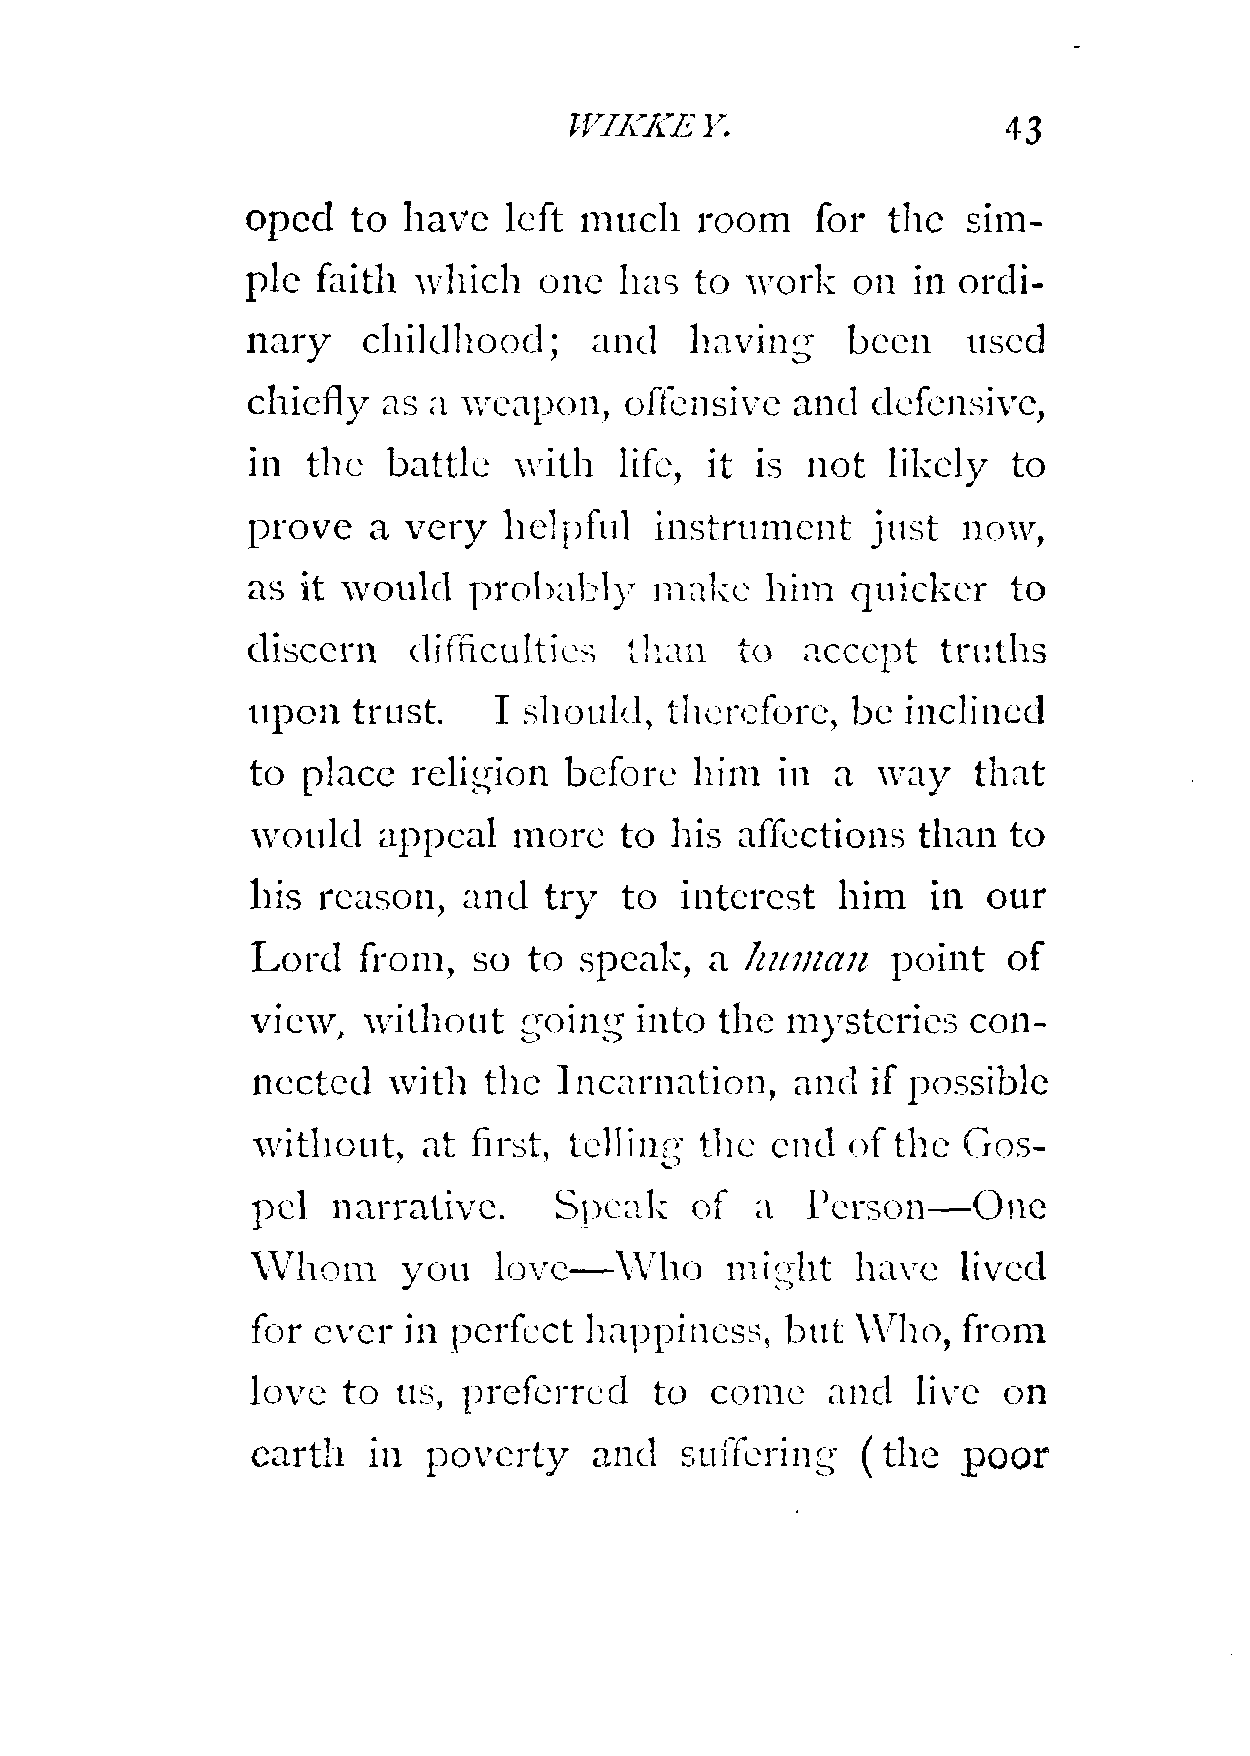 WIKKEY. 43
oped to have left much room for the sim-
ple faith which one has to work on in ordi-
nary childhood; and having been used
chiefly as a weapon, offensive and defensive,
in the battle with life, it is not likely to
prove a very helpful instrument just now,
as it would probably make him quicker to
discern difficulties than to accept truths
upon trust. I should, therefore, be inclined
to place religion before him in a way that
would appeal more to his affections than to
his reason, and try to interest him in our
Lord from, so to speak, a human point of
view, without going into the mysteries con-
nected with the Incarnation, and if possible
without, at first, telling the end of the Gos-
pel narrative. Speak of a Person—One
Whom you love—Who might have lived
for ever in perfect happiness, but Who, from
love to us, preferred to come and live on
earth in poverty and suffering (the poor